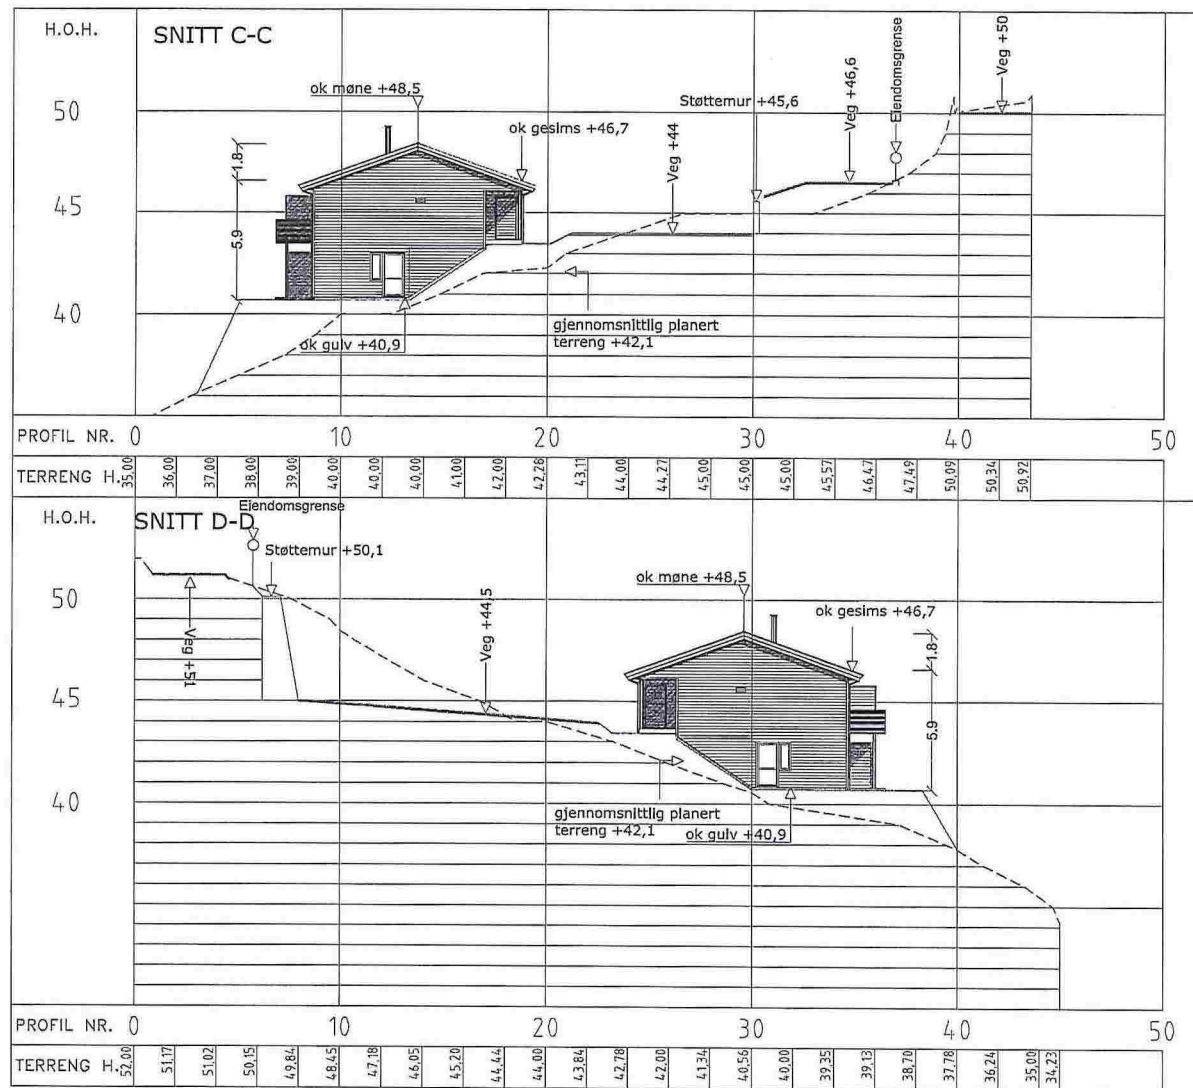 H.O.H.
SNITT C-C
ok møne +48,5
ok gesims +46,7
Støttemur +45,6
Veg +44
Veg +46,6
Eiendomsgrense
Veg +50
50
45
40
1.8
5.9
ok gulv +40,9
gjennomsnittlig planert
terreng +42,1
PROFIL NR. 0 10 20 30 40 50
TERRENG H. 35,00 36,00 37,00 38,00 39,00 40,00 40,00 40,00 41,00 42,00 42,28 43,11 44,00 44,27 45,00 45,00 45,00 45,57 46,47 47,49 50,09 50,34 50,92
H.O.H.
SNITT D-D
Eiendomsgrense
Støttemur +50,1
Veg +51
Veg +44,5
ok møne +48,5
ok gesims +46,7
50
45
40
1.8
5.9
gjennomsnittlig planert
terreng +42,1
ok gulv +40,9
PROFIL NR. 0 10 20 30 40 50
TERRENG H. 52,00 51,17 51,02 50,15 49,84 48,45 47,18 46,05 45,20 44,44 44,00 43,84 42,78 42,00 41,34 40,56 40,00 39,35 39,13 38,70 37,78 36,24 35,00 34,23